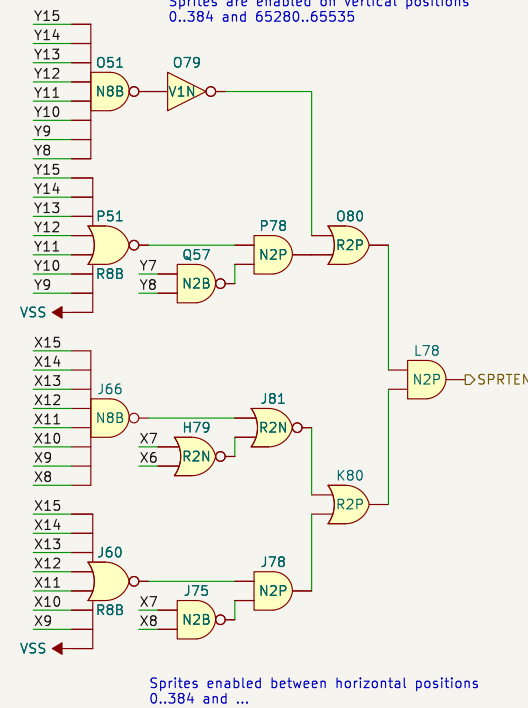 Sprites are enabled on vertical positions
0..384 and 65280..65535
Y15
Y14
Y13
Y12
Y11
Y10
Y9
Y8
O51
N8B
O79
V1N
Y15
Y14
Y13
Y12
Y11
Y10
Y9
VSS
P51
R8B
Y7
Y8
Q57
N2B
P78
N2P
O80
R2P
L78
N2P
SPRTEN
X15
X14
X13
X12
X11
X10
X9
X8
J66
N8B
X7
X6
H79
R2N
J81
R2N
K80
R2P
X15
X14
X13
X12
X11
X10
X9
VSS
J60
R8B
X7
X8
J75
N2B
J78
N2P
Sprites enabled between horizontal positions
0..384 and ...